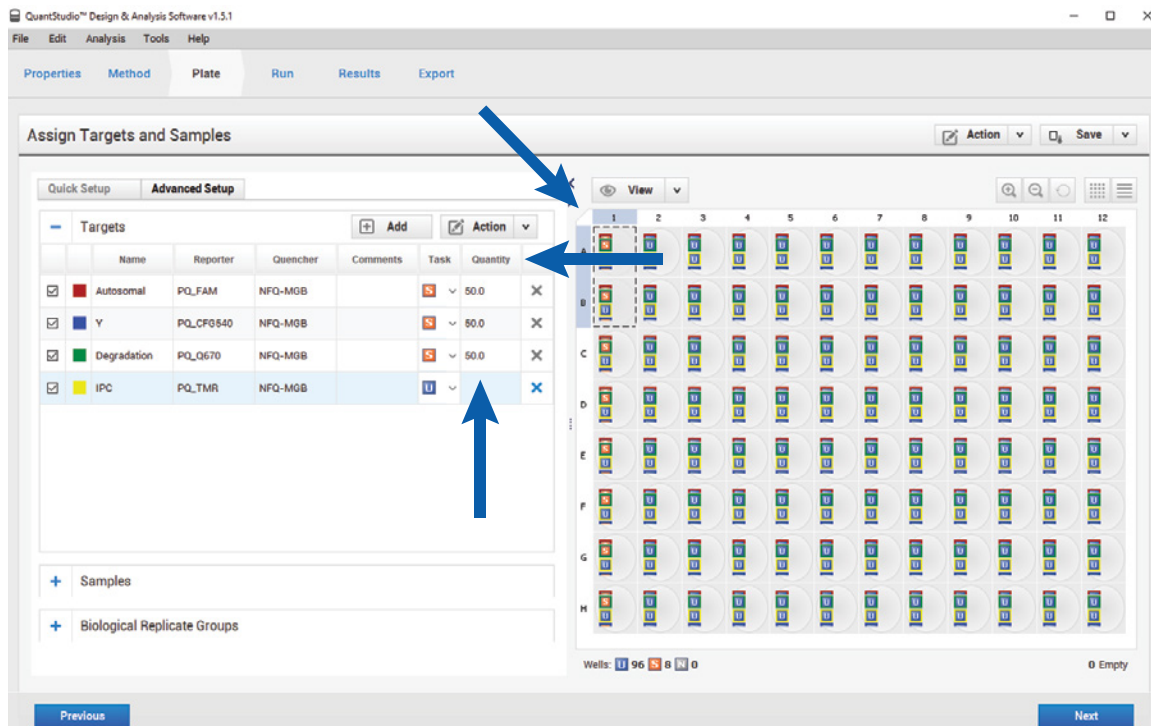 QuantStudio™ Design & Analysis Software v1.5.1
File Edit Analysis Tools Help
Properties Method Plate Run Results Export
Assign Targets and Samples
Action
Save
Quick Setup Advanced Setup
Targets
Add
Action
Name Reporter Quencher Comments Task Quantity
Autosomal PQ_FAM NFQ-MGB S 50.0
Y PQ_CFG540 NFQ-MGB S 50.0
Degradation PQ_Q670 NFQ-MGB S 50.0
IPC PQ_TMR NFQ-MGB U
Samples
Biological Replicate Groups
View
1 2 3 4 5 6 7 8 9 10 11 12
A S U U U U U U U U U U U
U U U U U U U U U U U
B S U U U U U U U U U U U
U U U U U U U U U U U U
C S U U U U U U U U U U U
U U U U U U U U U U U U
D S U U U U U U U U U U U
U U U U U U U U U U U U
E S U U U U U U U U U U U
U U U U U U U U U U U U
F S U U U U U U U U U U U
U U U U U U U U U U U U
G S U U U U U U U U U U U
U U U U U U U U U U U U
H S U U U U U U U U U U U
U U U U U U U U U U U U
Wells: U 96 S 8 N 0
0 Empty
Previous
Next